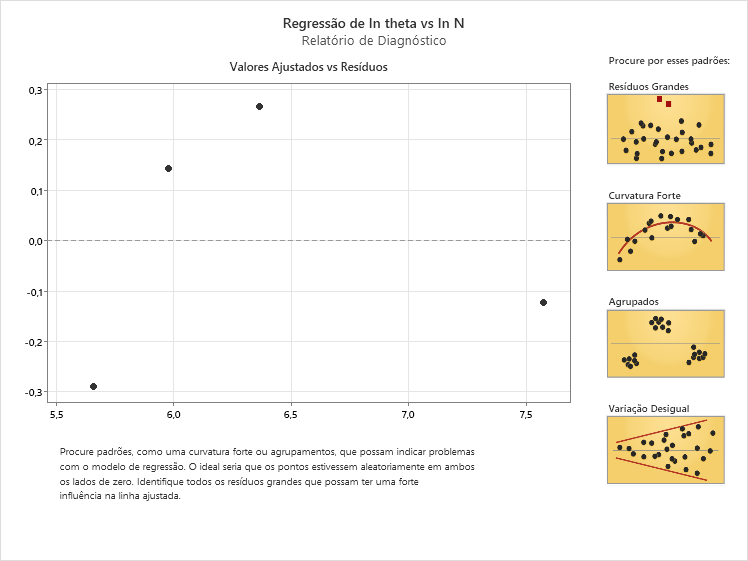 Regressão de ln theta vs ln N
Relatório de Diagnóstico
Valores Ajustados vs Resíduos
0,3
0,2
0,1
0,0
-0,1
-0,2
-0,3
5,5
6,0
6,5
7,0
7,5
Procure padrões, como uma curvatura forte ou agrupamentos, que possam indicar problemas
com o modelo de regressão. O ideal seria que os pontos estivessem aleatoriamente em ambos
os lados de zero. Identifique todos os resíduos grandes que possam ter uma forte
influência na linha ajustada.
Procure por esses padrões:
Resíduos Grandes
Curvatura Forte
Agrupados
Variação Desigual